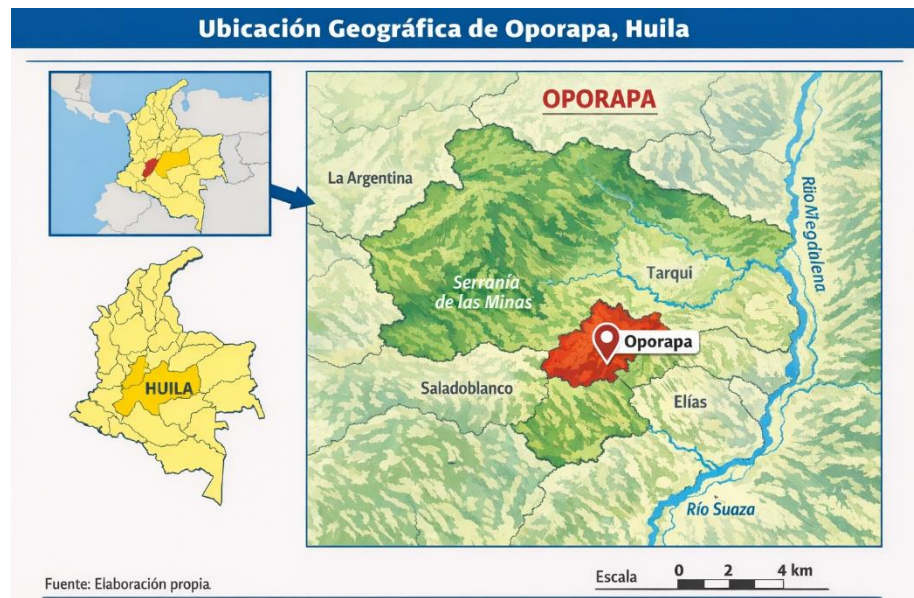 Ubicación Geográfica de Oporapa, Huila
OPORAPA
La Argentina
Río Miegdalena
Tarqui
Serranía
de las Minas
Oporapa
HUILA
Saladoblanco
Elías
Río Suaza
Fuente: Elaboración propia
Escala 0 2 4 km